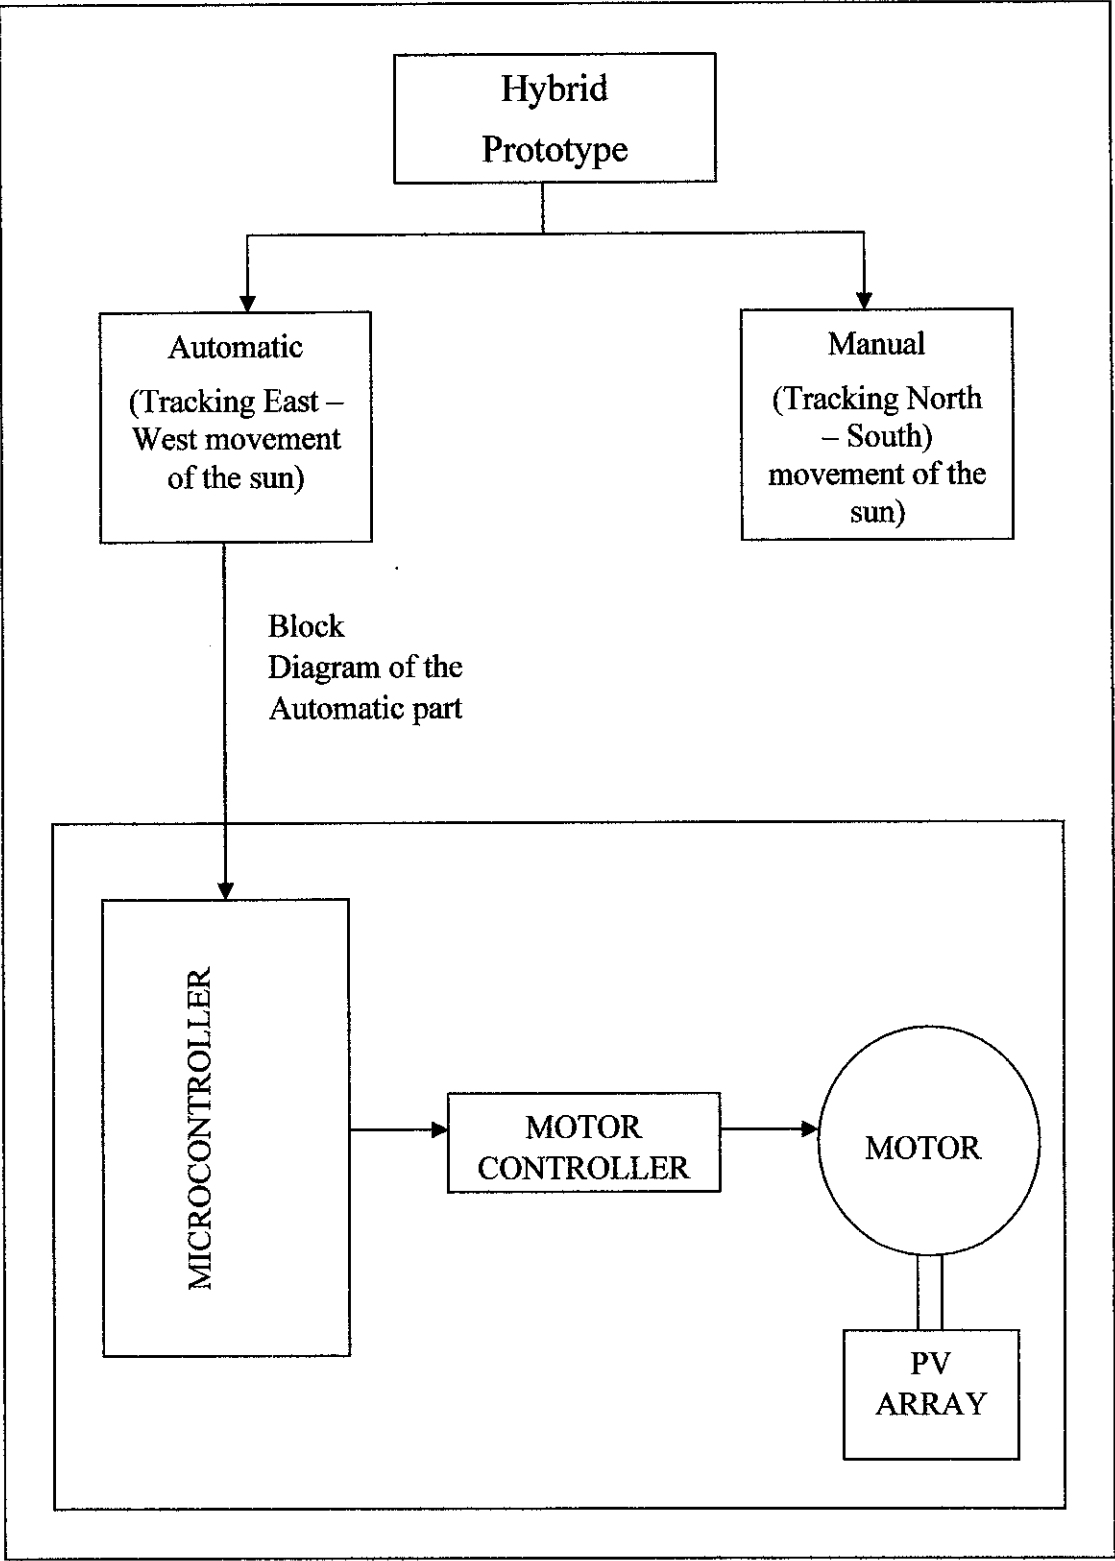 Hybrid
Prototype
Automatic
(Tracking East –
West movement
of the sun)
Manual
(Tracking North
– South)
movement of the
sun)
Block
Diagram of the
Automatic part
MICROCONTROLLER
MOTOR
CONTROLLER
MOTOR
PV
ARRAY